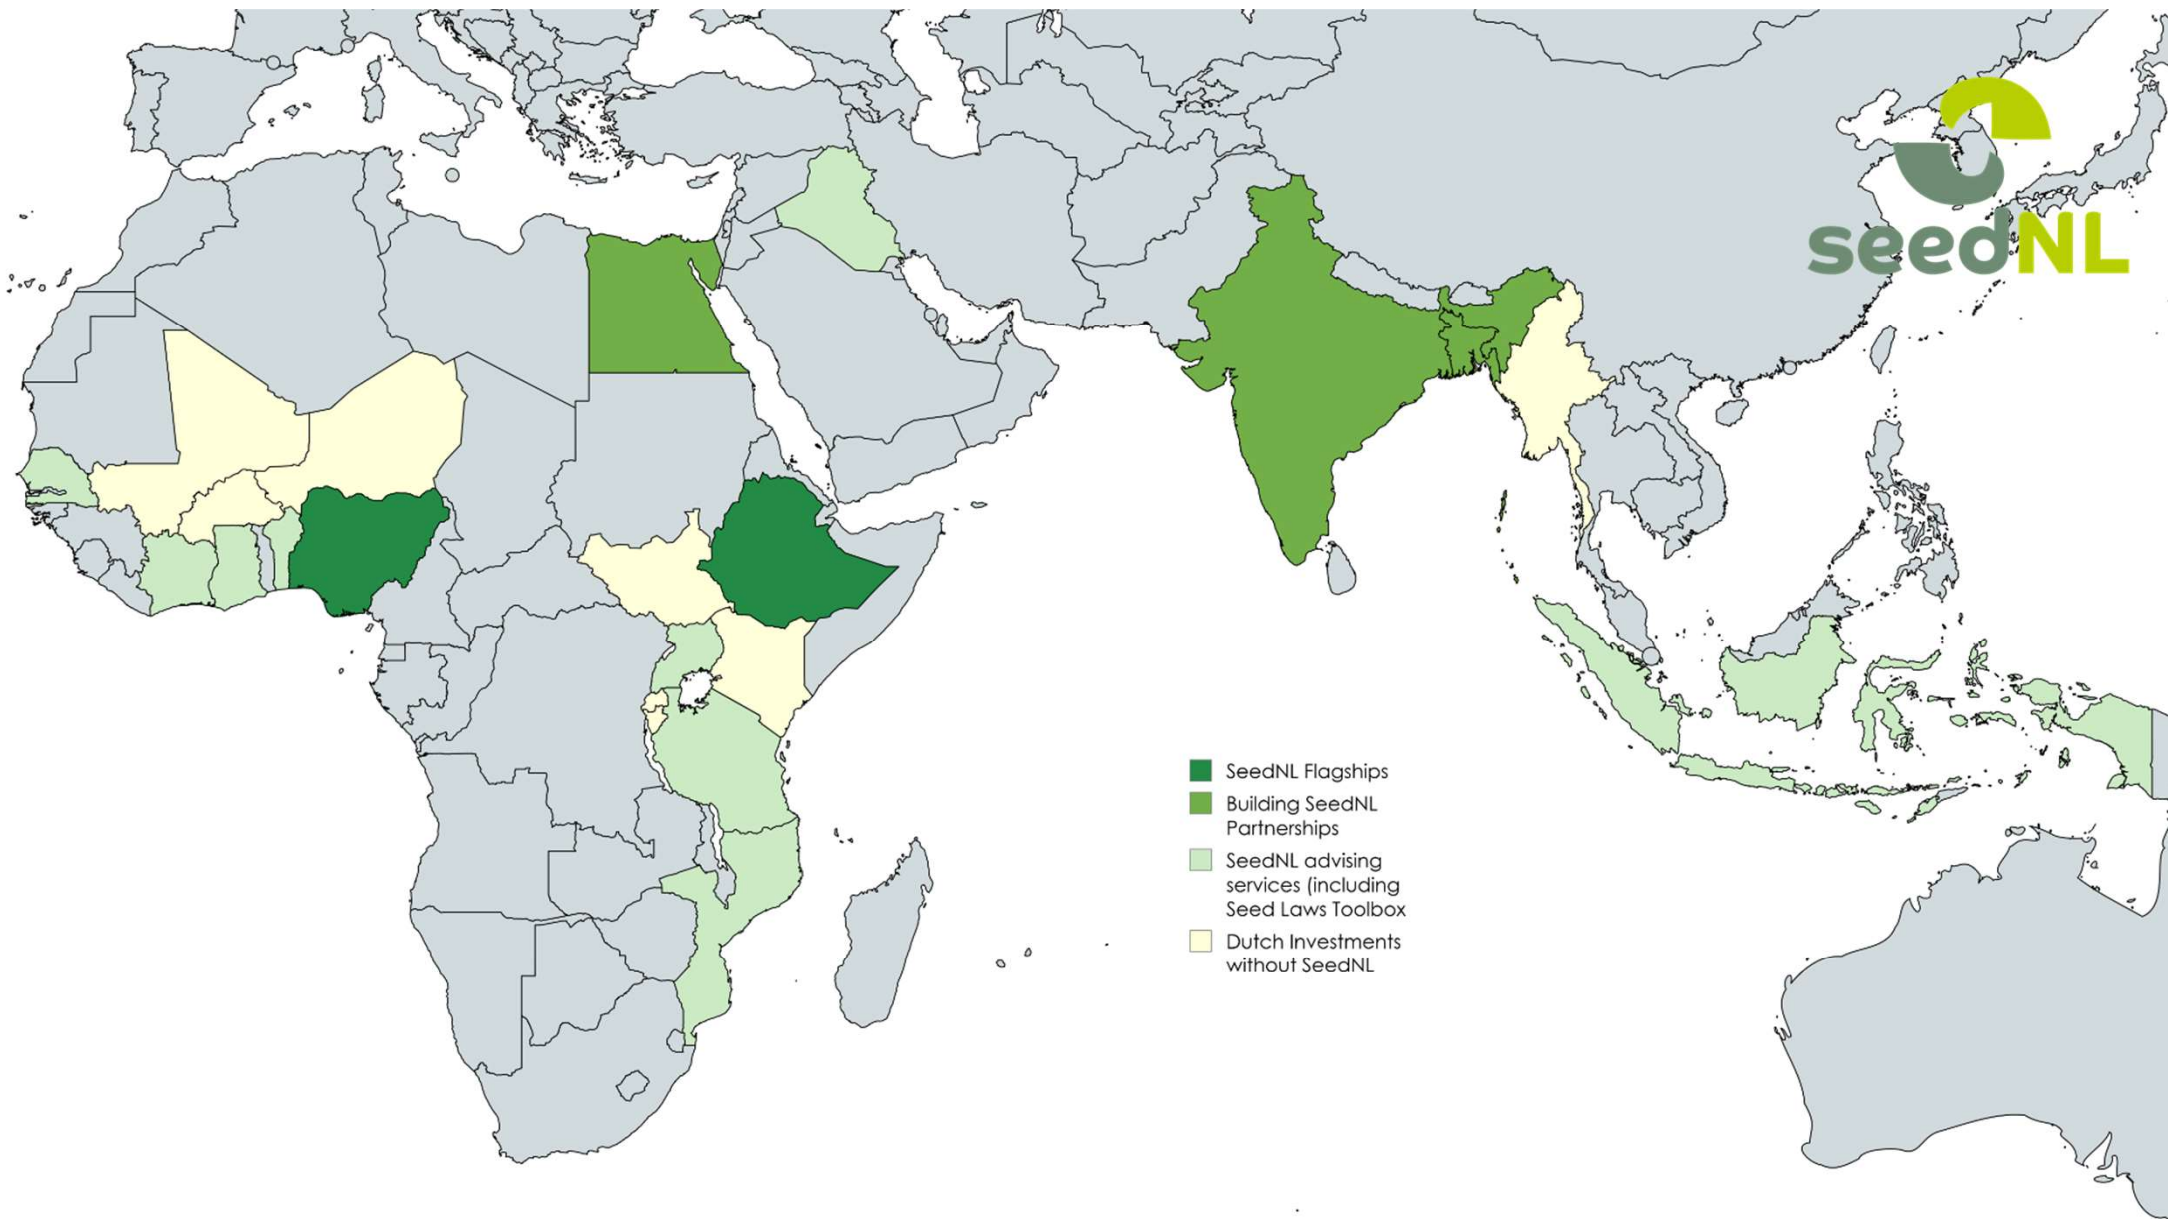 seedNL
SeedNL Flagships
Building SeedNL
Partnerships
SeedNL advising
services (including
Seed Laws Toolbox
Dutch Investments
without SeedNL